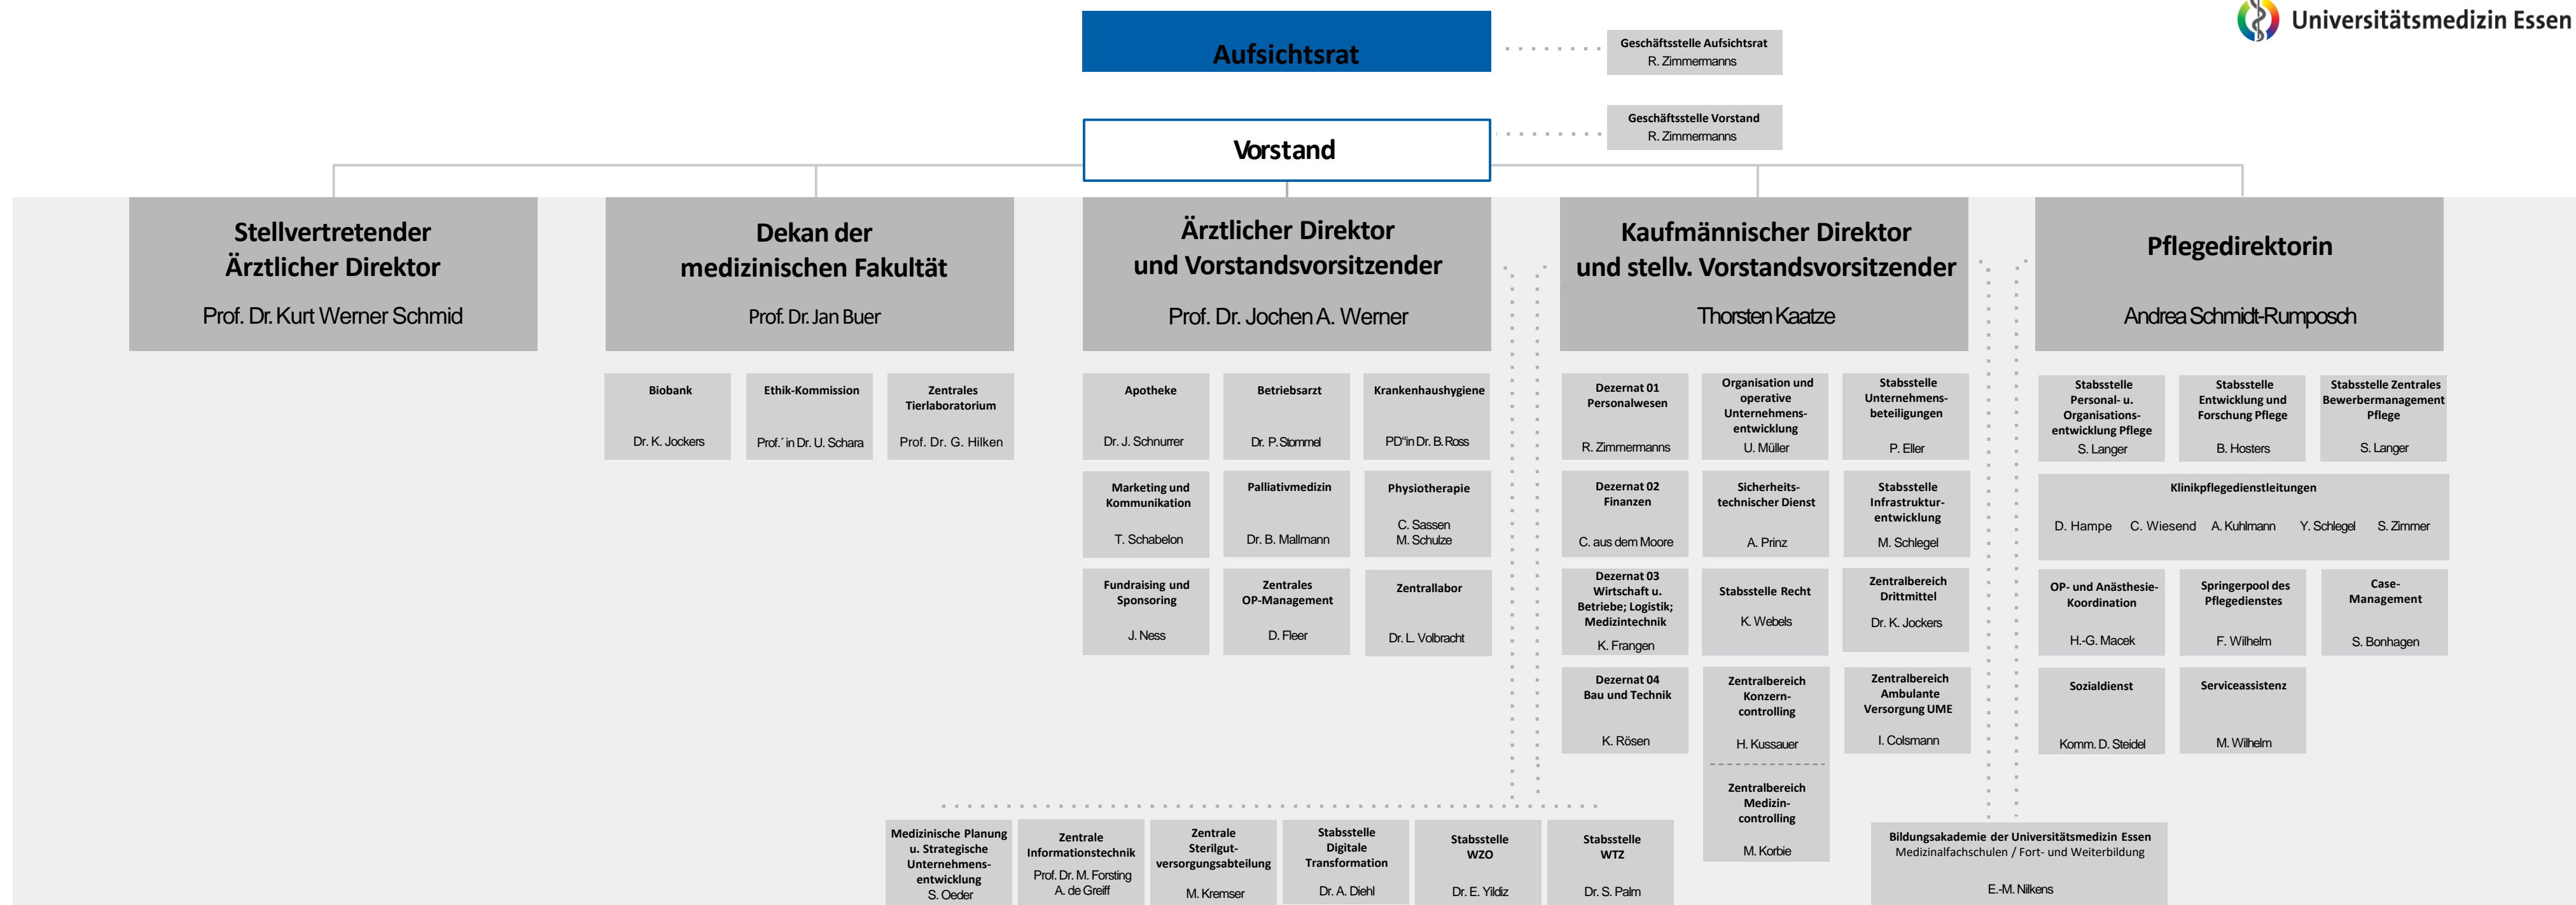 Universitätsmedizin Essen
Aufsichtsrat
Geschäftsstelle Aufsichtsrat
R. Zimmermanns
Geschäftsstelle Vorstand
R. Zimmermanns
Vorstand
Stellvertretender
Ärztlicher Direktor
Prof. Dr. Kurt Werner Schmid
Dekan der
medizinischen Fakultät
Prof. Dr. Jan Buer
Ärztlicher Direktor
und Vorstandsvorsitzender
Prof. Dr. Jochen A. Werner
Kaufmännischer Direktor
und stellv. Vorstandsvorsitzender
Thorsten Kaatze
Pflegedirektorin
Andrea Schmidt-Rumposch
Biobank
Dr. K. Jockers
Ethik-Kommission
Prof.´ in Dr. U. Schara
Zentrales
Tierlaboratorium
Prof. Dr. G. Hilken
Apotheke
Dr. J. Schnurrer
Betriebsarzt
Dr. P. Stommel
Krankenhaushygiene
PD“in Dr. B. Ross
Marketing und
Kommunikation
T. Schabelon
Palliativmedizin
Dr. B. Mallmann
Physiotherapie
C. Sassen
M. Schulze
Fundraising und
Sponsoring
J. Ness
Zentrales
OP-Management
D. Fleer
Zentrallabor
Dr. L. Volbracht
Dezernat 01
Personalwesen
R. Zimmermanns
Organisation und
operative
Unternehmens-
entwicklung
U. Müller
Stabsstelle
Unternehmens-
beteiligungen
P. Eller
Dezernat 02
Finanzen
C. aus dem Moore
Sicherheits-
technischer Dienst
A. Prinz
Stabsstelle
Infrastruktur-
entwicklung
M. Schlegel
Dezernat 03
Wirtschaft u.
Betriebe; Logistik;
Medizintechnik
K. Frangen
Stabsstelle Recht
K. Webels
Zentralbereich
Drittmittel
Dr. K. Jockers
Dezernat 04
Bau und Technik
K. Rösen
Zentralbereich
Konzern-
controlling
H. Kussauer
Zentralbereich
Medizin-
controlling
M. Korbie
Zentralbereich
Ambulante
Versorgung UME
I. Colsmann
Stabsstelle
Personal- u.
Organisations-
entwicklung Pflege
S. Langer
Stabsstelle
Entwicklung und
Forschung Pflege
B. Hosters
Stabsstelle Zentrales
Bewerbermanagement
Pflege
S. Langer
Klinikpflegedienstleitungen
D. Hampe C. Wiesend A. Kuhlmann Y. Schlegel S. Zimmer
OP- und Anästhesie-
Koordination
H.-G. Macek
Springerpool des
Pflegedienstes
F. Wilhelm
Case-
Management
S. Bonhagen
Sozialdienst
Komm. D. Steidel
Serviceassistenz
M. Wilhelm
Medizinische Planung
u. Strategische
Unternehmens-
entwicklung
S. Oeder
Zentrale
Informationstechnik
Prof. Dr. M. Forsting
A. de Greiff
Zentrale
Sterilgut-
versorgungsabteilung
M. Kremser
Stabsstelle
Digitale
Transformation
Dr. A. Diehl
Stabsstelle
WZO
Dr. E. Yildiz
Stabsstelle
WTZ
Dr. S. Palm
Bildungsakademie der Universitätsmedizin Essen
Medizinalfachschulen / Fort- und Weiterbildung
E.-M. Nilkens